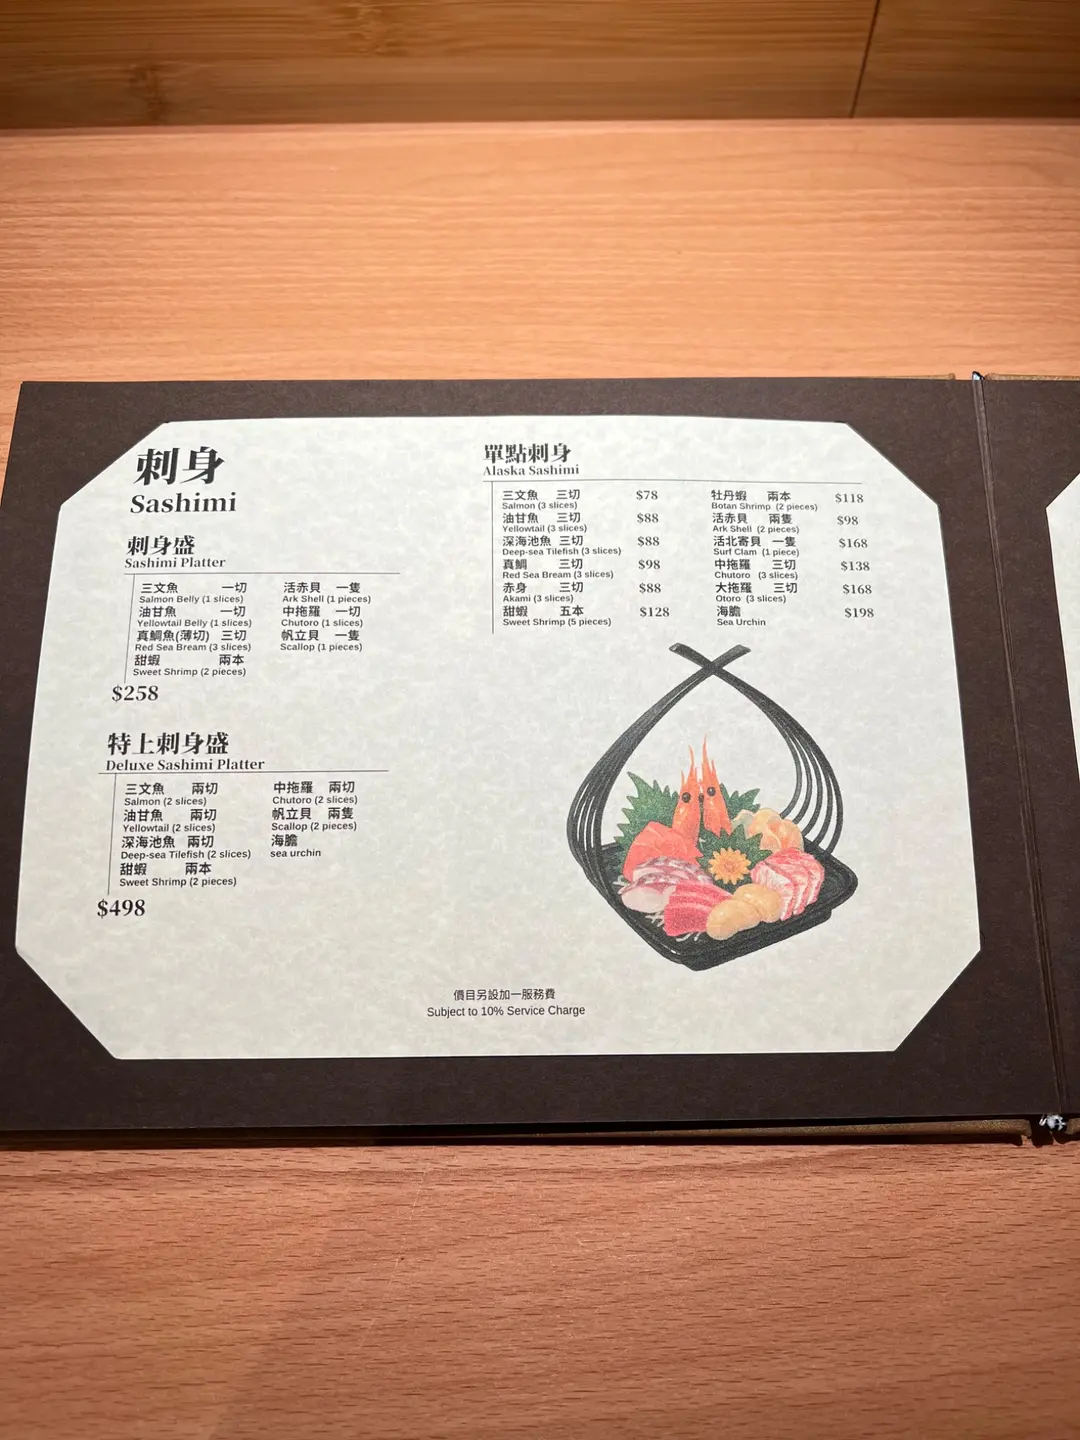 刺身
Sashimi
刺身盛
Sashimi Platter
三文魚 一切
Salmon Belly (1 slices)
油甘魚 一切
Yellowtail Belly (1 slices)
真鯛魚(薄切) 三切
Red Sea Bream (3 slices)
甜蝦 兩本
Sweet Shrimp (2 pieces)
活赤貝 一隻
Ark Shell (1 pieces)
中拖羅 一切
Chutoro (1 slices)
帆立貝 一隻
Scallop (1 pieces)
$258
特上刺身盛
Deluxe Sashimi Platter
三文魚 兩切
Salmon (2 slices)
油甘魚 兩切
Yellowtail (2 slices)
深海池魚 兩切
Deep-sea Tilefish (2 slices)
甜蝦 兩本
Sweet Shrimp (2 pieces)
中拖羅 兩切
Chutoro (2 slices)
帆立貝 兩隻
Scallop (2 pieces)
海膽
sea urchin
$498
單點刺身
Alaska Sashimi
三文魚 三切 $78
Salmon (3 slices)
油甘魚 三切 $88
Yellowtail (3 slices)
深海池魚 三切 $88
Deep-sea Tilefish (3 slices)
真鯛 三切 $98
Red Sea Bream (3 slices)
赤身 三切 $88
Akami (3 slices)
甜蝦 五本 $128
Sweet Shrimp (5 pieces)
牡丹蝦 兩本 $118
Botan Shrimp (2 pieces)
活赤貝 兩隻 $98
Ark Shell (2 pieces)
活北寄貝 一隻 $168
Surf Clam (1 piece)
中拖羅 三切 $138
Chutoro (3 slices)
大拖羅 三切 $168
Otoro (3 slices)
海膽 $198
Sea Urchin
價目另設加一服務費
Subject to 10% Service Charge